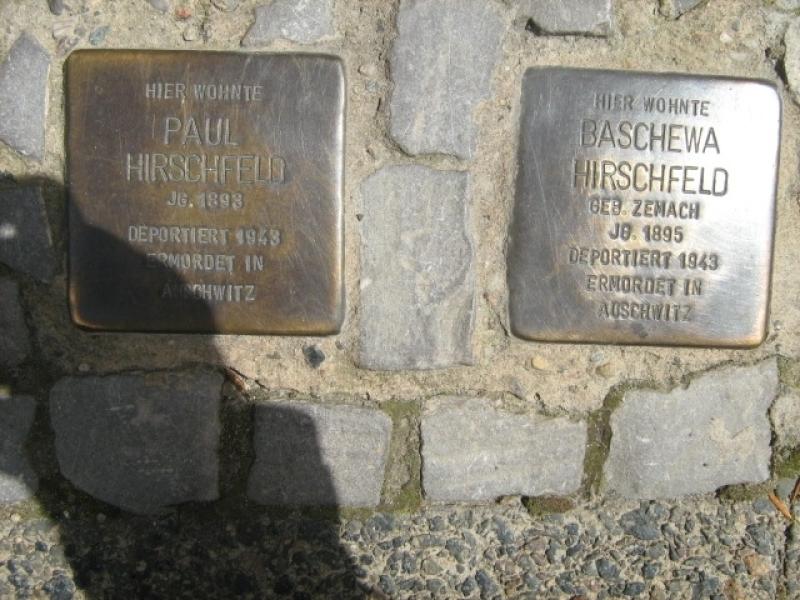 HIER WOHNTE
PAUL
HIRSCHFELD
JG. 1893
DEPORTIERT 1943
ERMORDET IN
AUSCHWITZ
HIER WOHNTE
BASCHEWA
HIRSCHFELD
GEB. ZEMACH
JG. 1895
DEPORTIERT 1943
ERMORDET IN
AUSCHWITZ